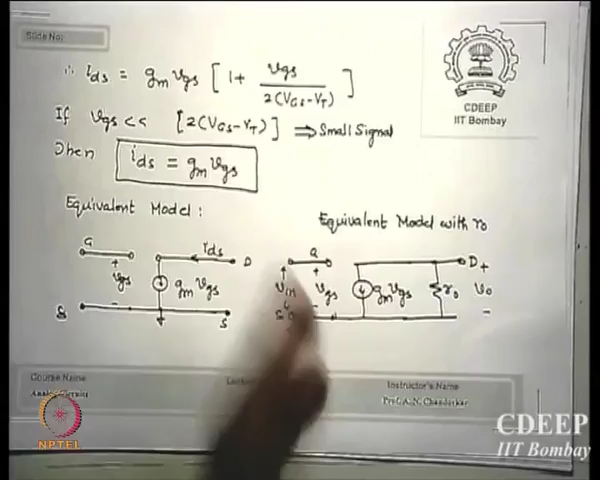 Slide No:
∴ ids = gm vgs [ 1 + vgs / 2(VGS-VT) ]
If vgs << [2(VGS-VT)] ⇒ Small Signal
Then ids = gm vgs
CDEEP
IIT Bombay
Equivalent Model :
Equivalent Model with r0
G + vgs - ids D gm vgs
S S
G + Vin vgs - gm vgs r0 D + v0 -
S
Course Name
Instructor's Name
Prof. A. N. Chandorkar
NPTEL
CDEEP
IIT Bombay